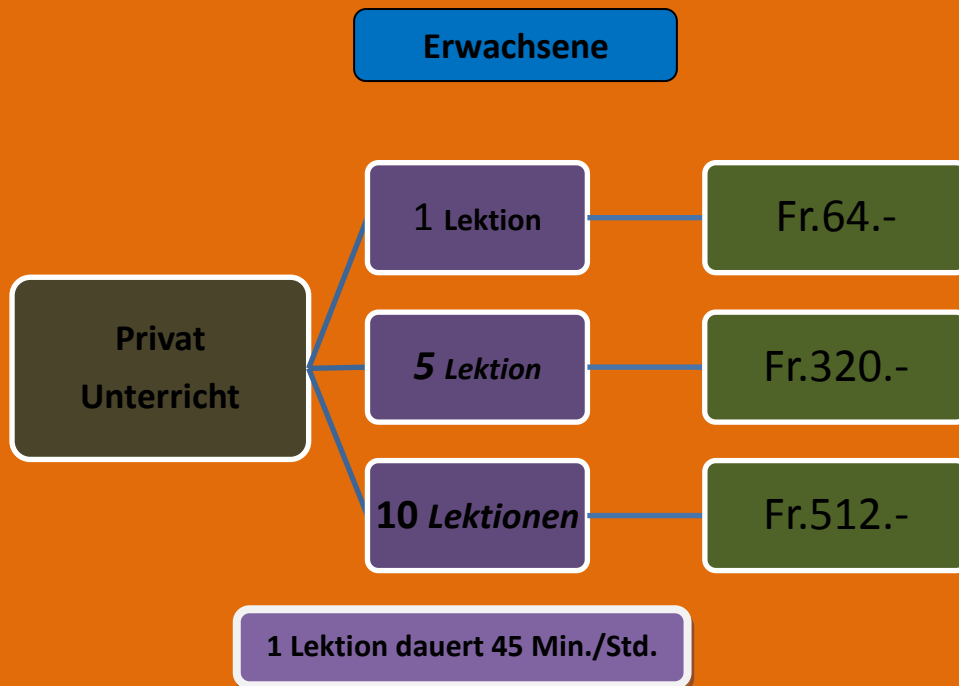 Erwachsene
1 Lektion
Fr.64.-
Privat
Unterricht
5 Lektion
Fr.320.-
10 Lektionen
Fr.512.-
1 Lektion dauert 45 Min./Std.